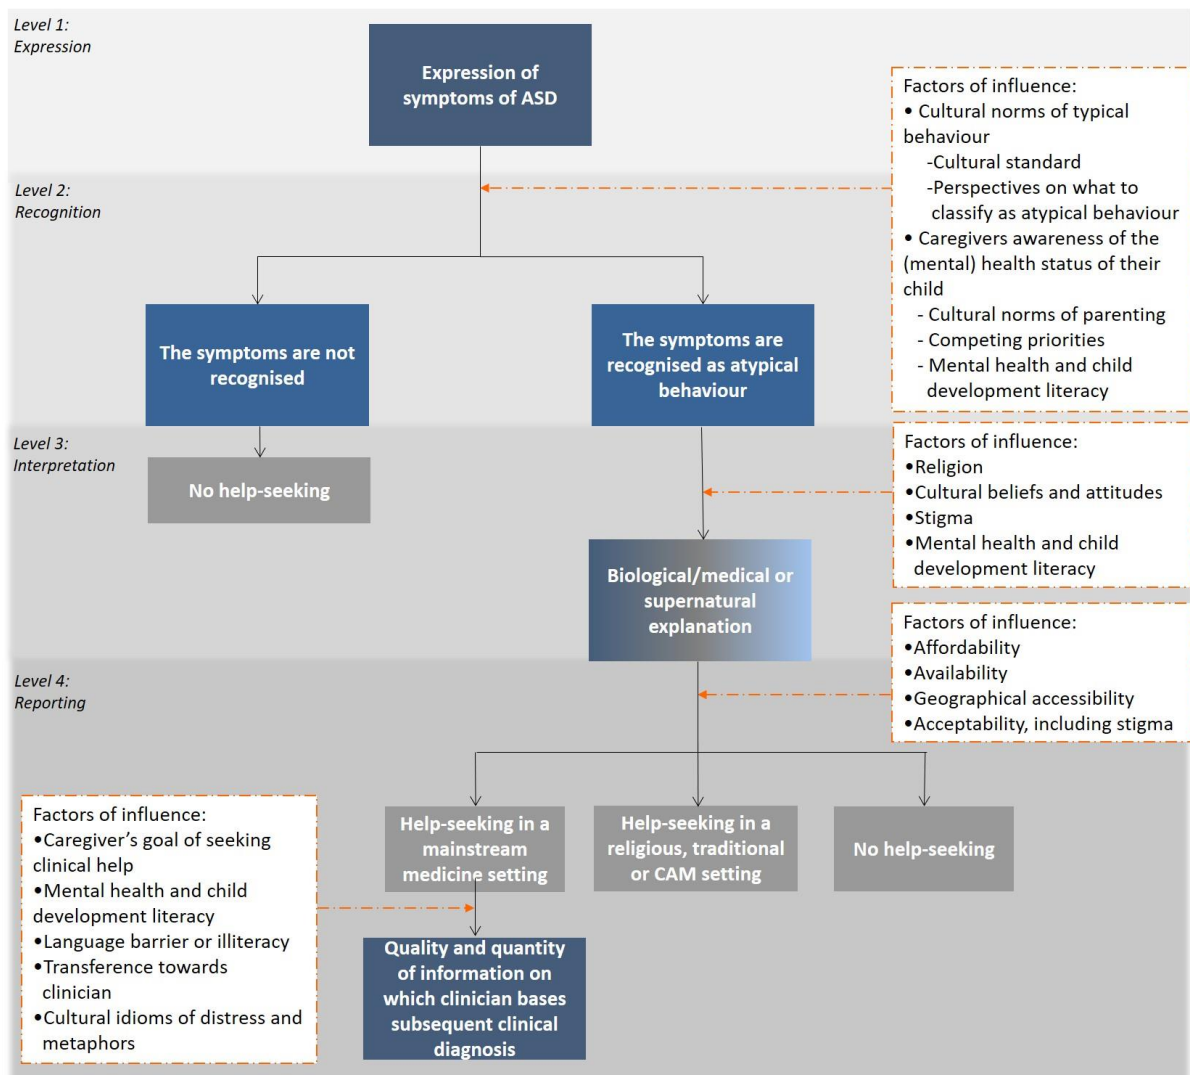 Level 1:
Expression
Expression of
symptoms of ASD
Factors of influence:
• Cultural norms of typical
behaviour
-Cultural standard
-Perspectives on what to
classify as atypical behaviour
• Caregivers awareness of the
(mental) health status of their
child
- Cultural norms of parenting
- Competing priorities
- Mental health and child
development literacy
Level 2:
Recognition
The symptoms are not
recognised
The symptoms are
recognised as atypical
behaviour
Level 3:
Interpretation
No help-seeking
Factors of influence:
•Religion
•Cultural beliefs and attitudes
•Stigma
•Mental health and child
development literacy
Biological/medical or
supernatural
explanation
Factors of influence:
•Affordability
•Availability
•Geographical accessibility
•Acceptability, including stigma
Level 4:
Reporting
Help-seeking in a
mainstream
medicine setting
Help-seeking in a
religious, traditional
or CAM setting
No help-seeking
Factors of influence:
•Caregiver’s goal of seeking
clinical help
•Mental health and child
development literacy
•Language barrier or illiteracy
•Transference towards
clinician
•Cultural idioms of distress and
metaphors
Quality and quantity
of information on
which clinician bases
subsequent clinical
diagnosis